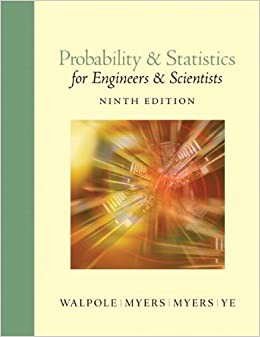 Probability & Statistics
for Engineers & Scientists
NINTH EDITION
WALPOLE | MYERS | MYERS | YE